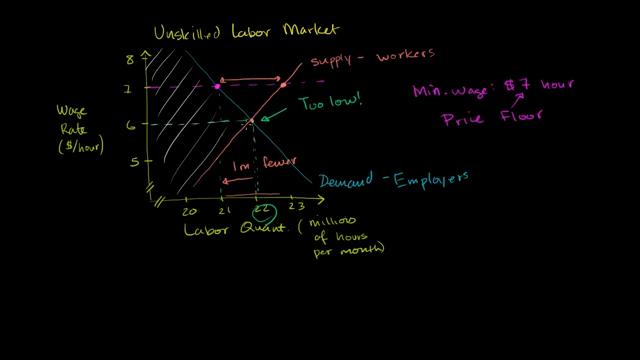 Unskilled Labor Market
supply - workers
Min. wage: $7 hour
Price Floor
Too low!
Wage
Rate
($/hour)
8
7
6
5
1m fewer
Demand - Employers
20 21 22 23
Labor Quant. (millions
of hours
per month)